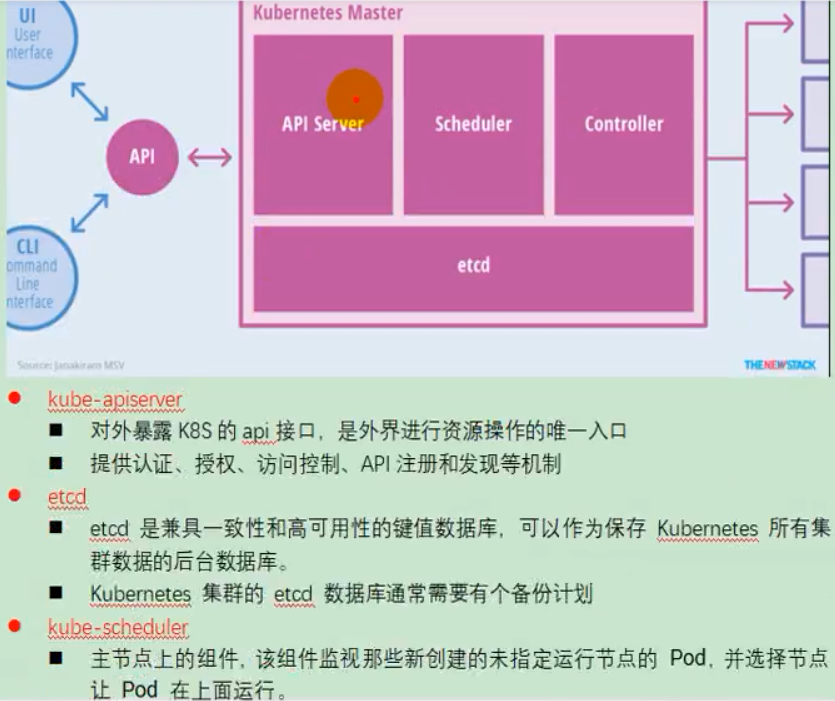 Kubernetes Master
UI
User
nterface
API Server
Scheduler
Controller
API
CLI
ommand
Line
nterface
etcd
Source: Janakiram MSV
THENEWSTACK
kube-apiserver
对外暴露 K8S 的 api 接口，是外界进行资源操作的唯一入口
提供认证、授权、访问控制、API 注册和发现等机制
etcd
etcd 是兼具一致性和高可用性的键值数据库，可以作为保存 Kubernetes 所有集
群数据的后台数据库。
Kubernetes 集群的 etcd 数据库通常需要有个备份计划
kube-scheduler
主节点上的组件，该组件监视那些新创建的未指定运行节点的 Pod，并选择节点
让 Pod 在上面运行。